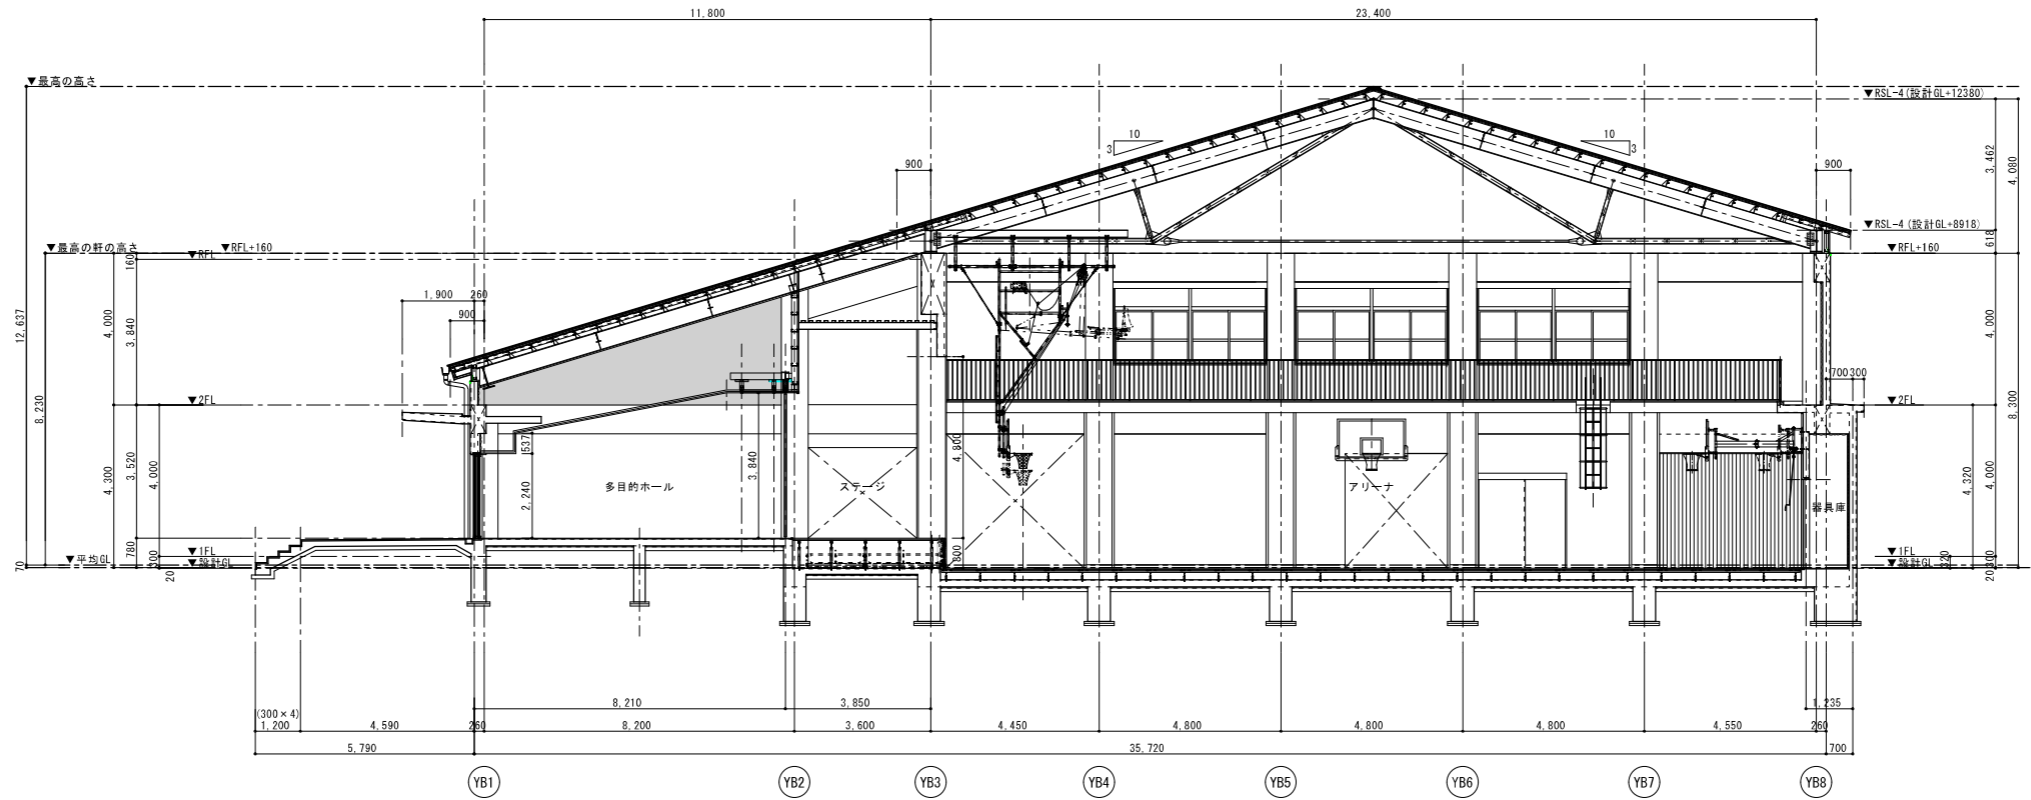 11,800
23,400
▼最高の高さ
▼RSL-4(設計GL+12380)
10
3
10
3
900
900
3,462
4,080
▼RSL-4(設計GL+8918)
618
▼最高の軒の高さ
▼RFL+160
▼RFL
160
▼RFL+160
1,900
260
900
12,637
4,000
3,840
4,000
8,300
8,230
700
300
▼2FL
▼2FL
4,300
3,520
4,000
537
2,240
3,840
4,800
多目的ホール
ステージ
アリーナ
器具庫
4,320
4,000
780
300
800
▼1FL
▼平均GL
▼設計GL
70
20
▼1FL
▼設計GL
320
300
20
8,210
3,850
1,235
(300×4)
1,200
4,590
260
8,200
3,600
4,450
4,800
4,800
4,800
4,550
260
5,790
35,720
700
YB1
YB2
YB3
YB4
YB5
YB6
YB7
YB8